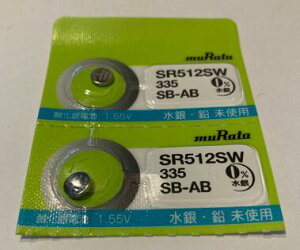 muRata
SR512SW
335
SB-AB
0%
水銀
酸化銀電池 1.55V
水銀・鉛 未使用
muRata
SR512SW
335
SB-AB
0%
水銀
酸化銀電池 1.55V
水銀・鉛 未使用